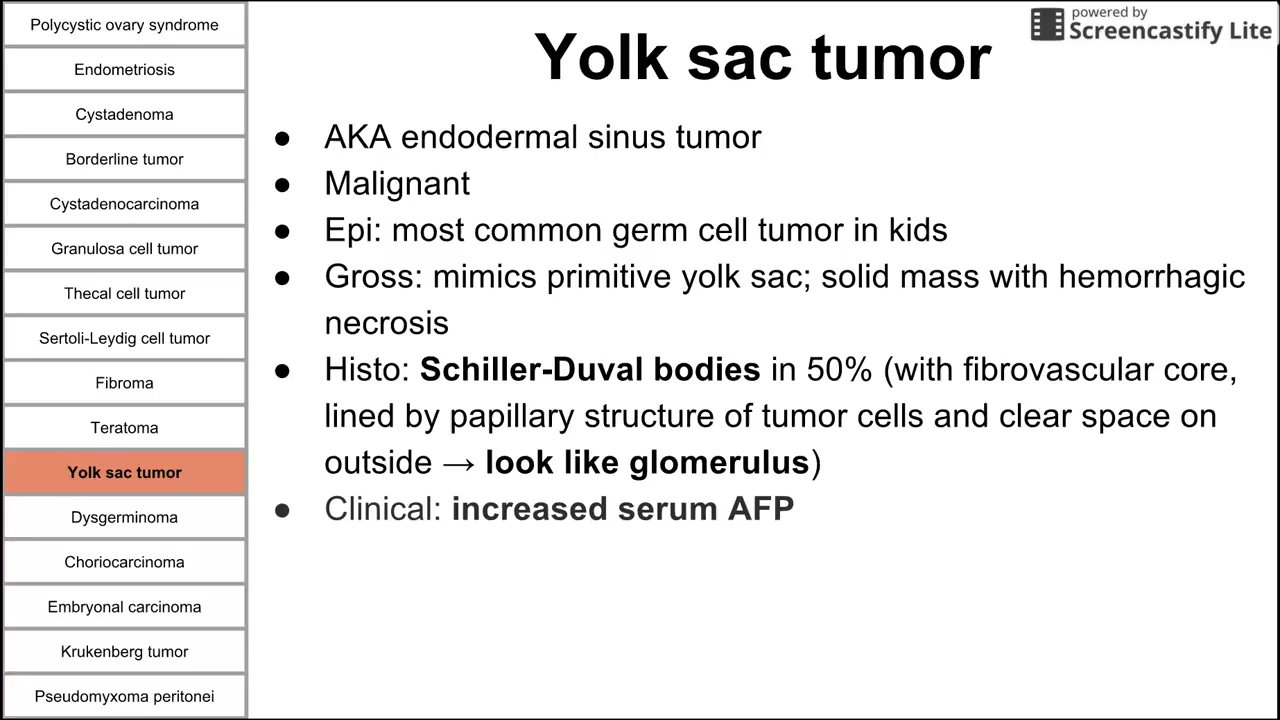 Polycystic ovary syndrome
Endometriosis
Cystadenoma
Borderline tumor
Cystadenocarcinoma
Granulosa cell tumor
Thecal cell tumor
Sertoli-Leydig cell tumor
Fibroma
Teratoma
Yolk sac tumor
Dysgerminoma
Choriocarcinoma
Embryonal carcinoma
Krukenberg tumor
Pseudomyxoma peritonei
powered by
Screencastify Lite
Yolk sac tumor
● AKA endodermal sinus tumor
● Malignant
● Epi: most common germ cell tumor in kids
● Gross: mimics primitive yolk sac; solid mass with hemorrhagic
necrosis
● Histo: Schiller-Duval bodies in 50% (with fibrovascular core,
lined by papillary structure of tumor cells and clear space on
outside → look like glomerulus)
● Clinical: increased serum AFP